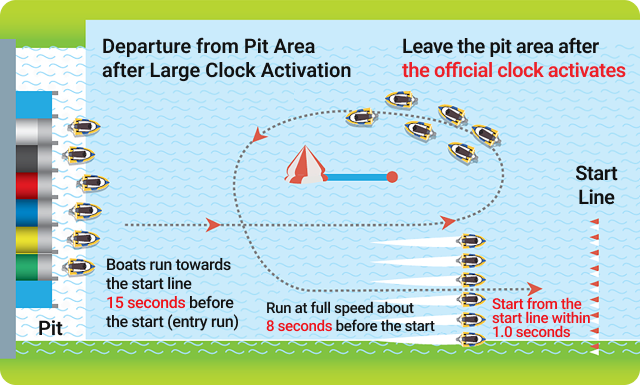 Departure from Pit Area
after Large Clock Activation
Leave the pit area after
the official clock activates
Start
Line
Boats run towards
the start line
15 seconds before
the start (entry run)
Run at full speed about
8 seconds before the start
Start from the
start line within
1.0 seconds
Pit